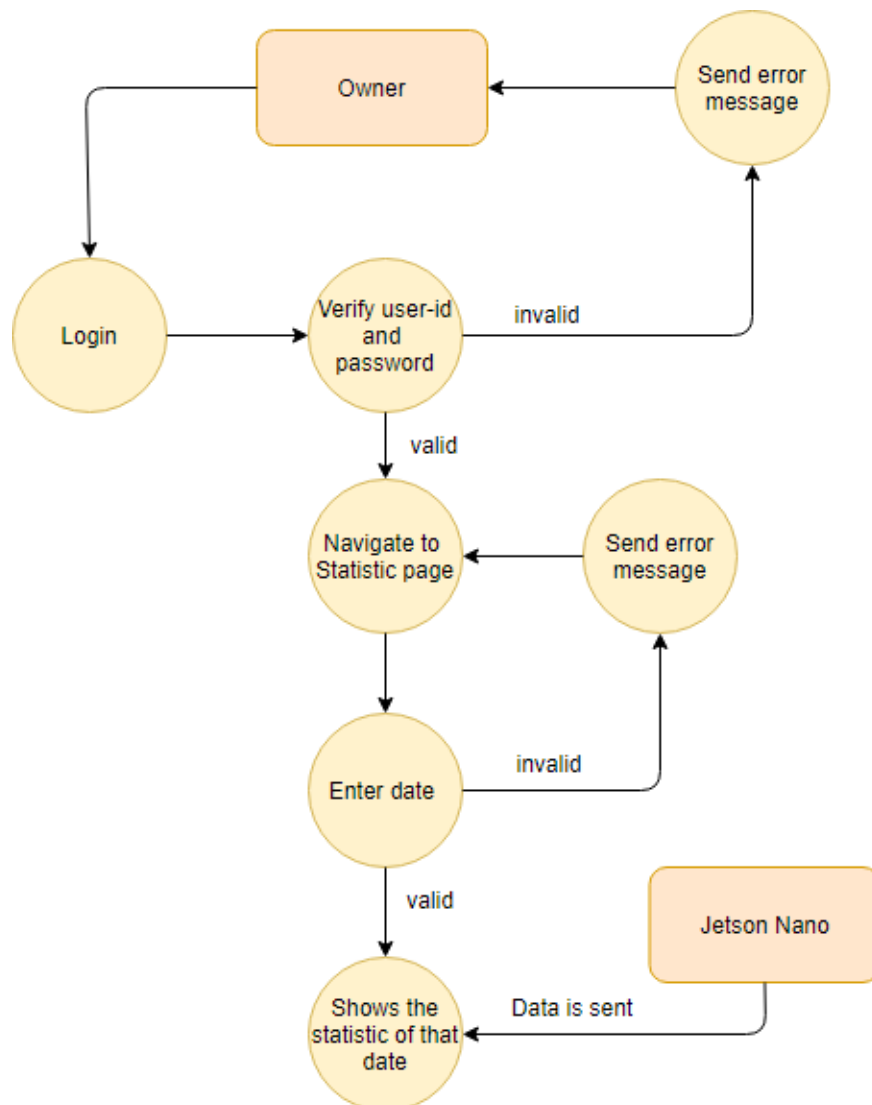 Owner
Send error
message
Login
Verify user-id
and
password
invalid
valid
Navigate to
Statistic page
Send error
message
Enter date
invalid
valid
Jetson Nano
Shows the
statistic of that
date
Data is sent